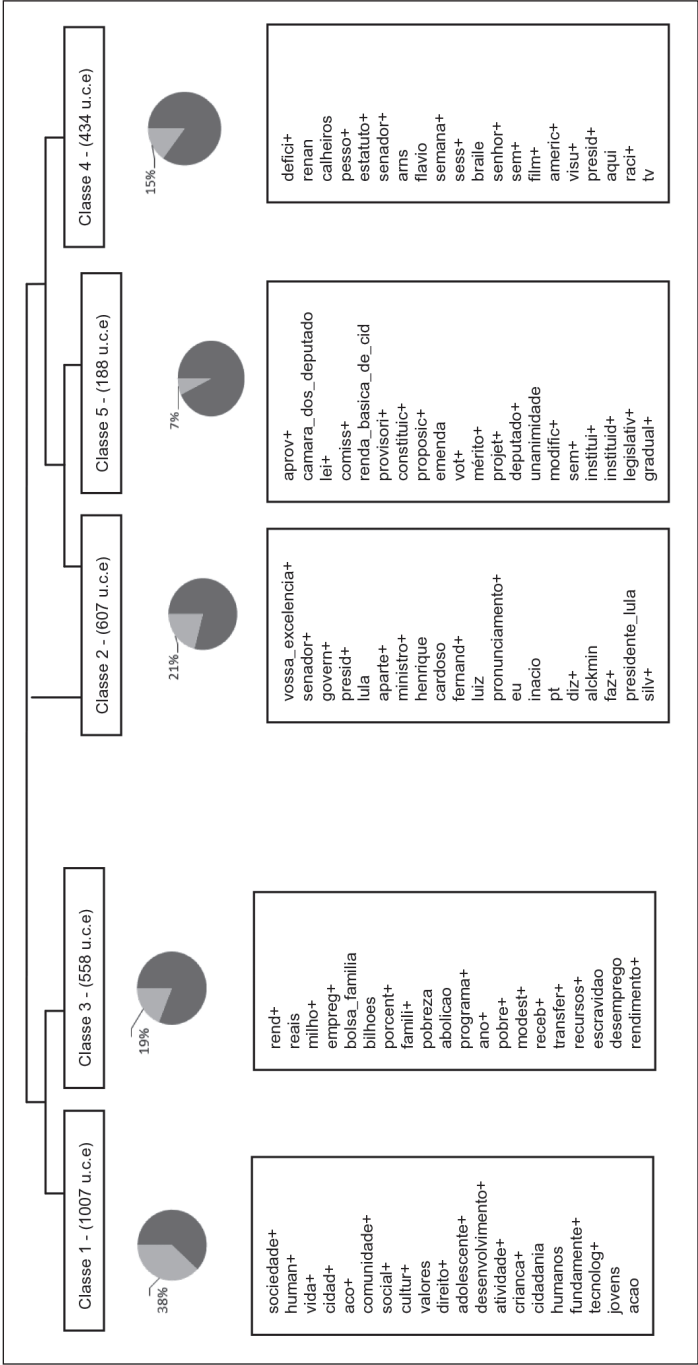 Classe 1 - (1007 u.c.e)
38%
sociedade+
human+
vida+
cidad+
aco+
comunidade+
social+
cultur+
valores
direito+
adolescente+
desenvolvimento+
atividade+
crianca+
cidadania
humanos
fundamente+
tecnolog+
jovens
acao
Classe 3 - (558 u.c.e)
19%
rend+
reais
milho+
empreg+
bolsa_familia
bilhoes
porcent+
famili+
pobreza
abolicao
programa+
ano+
pobre+
modest+
receb+
transfer+
recursos+
escravidao
desemprego
rendimento+
Classe 2 - (607 u.c.e)
21%
vossa_excelencia+
senador+
govern+
presid+
lula
aparte+
ministro+
henrique
cardoso
fernand+
luiz
pronunciamento+
eu
inacio
pt
diz+
alckmin
faz+
presidente_lula
silv+
Classe 5 - (188 u.c.e)
7%
aprov+
camara_dos_deputado
lei+
comiss+
renda_basica_de_cid
provisori+
constituic+
proposic+
emenda
vot+
mérito+
projet+
deputado+
unanimidade
modific+
sem+
institui+
instituid+
legislativ+
gradual+
Classe 4 - (434 u.c.e)
15%
defici+
renan
calheiros
pesso+
estatuto+
senador+
arns
flavio
semana+
sess+
braile
senhor+
sem+
film+
americ+
visu+
presid+
aqui
raci+
tv